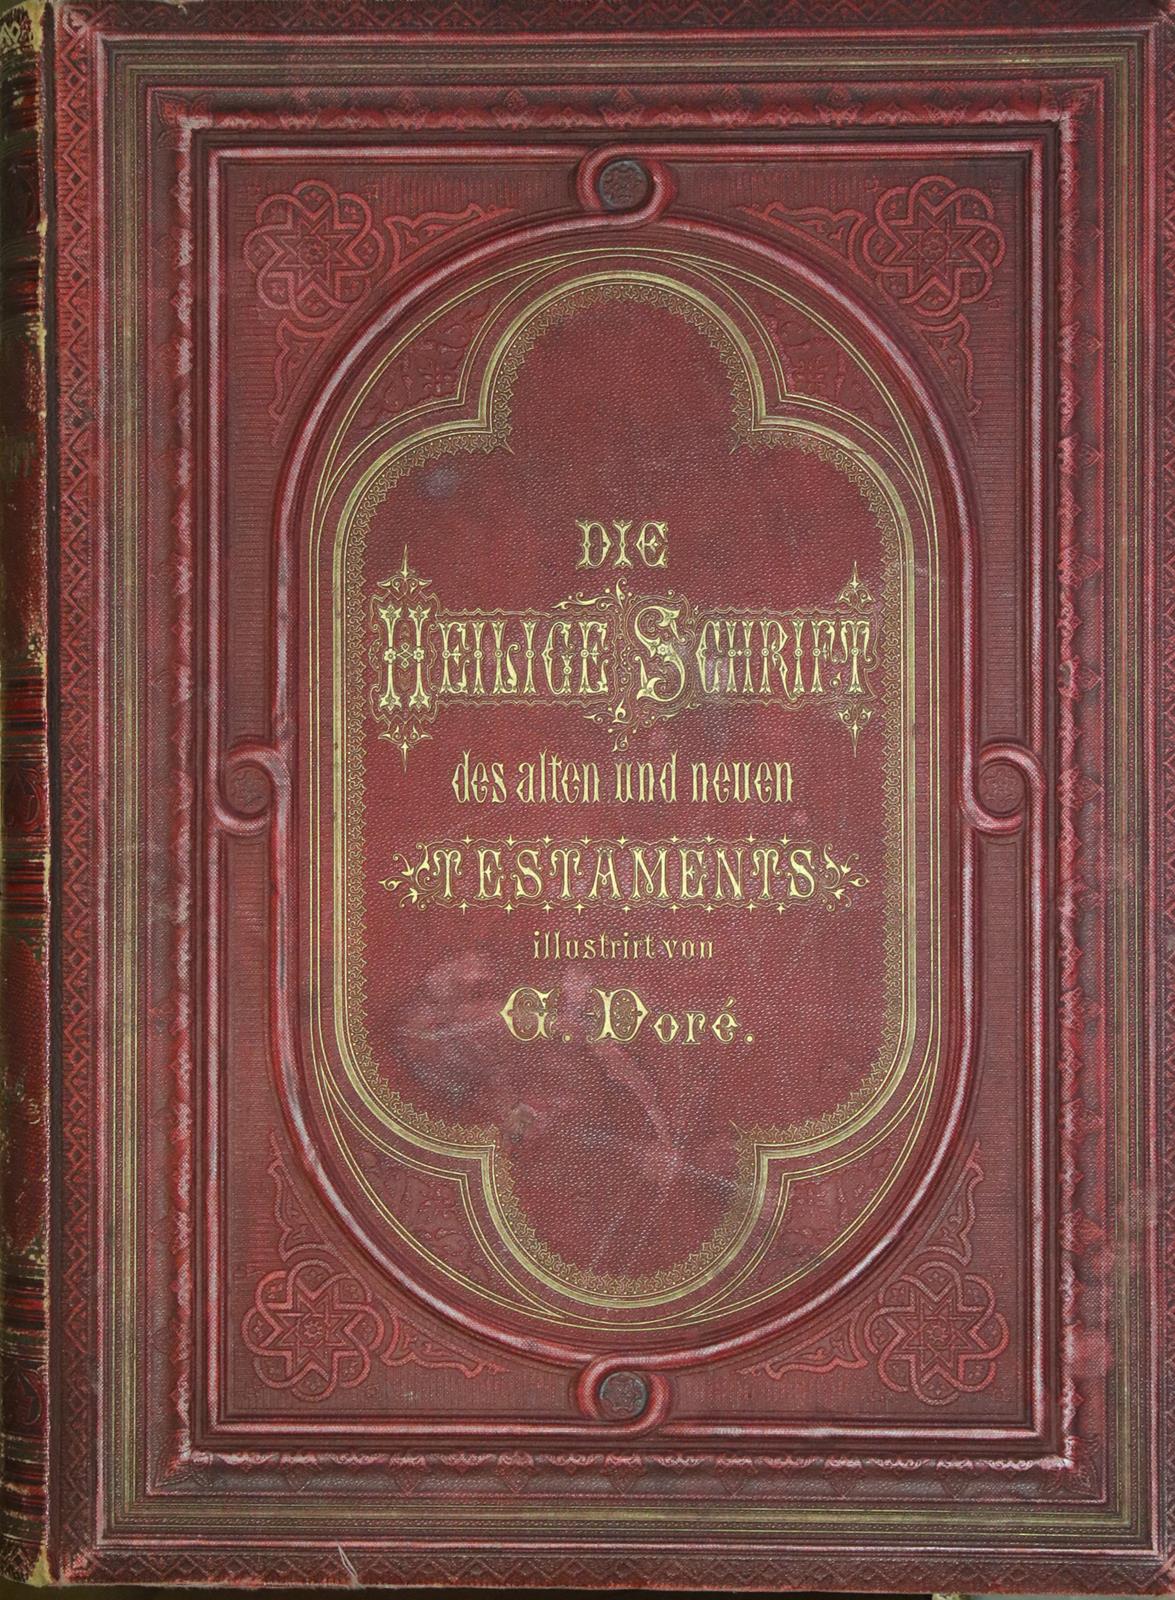 DIE
HEILIGE SCHRIFT
des alten und neuen
TESTAMENTS
illustrirt von
G. Doré.